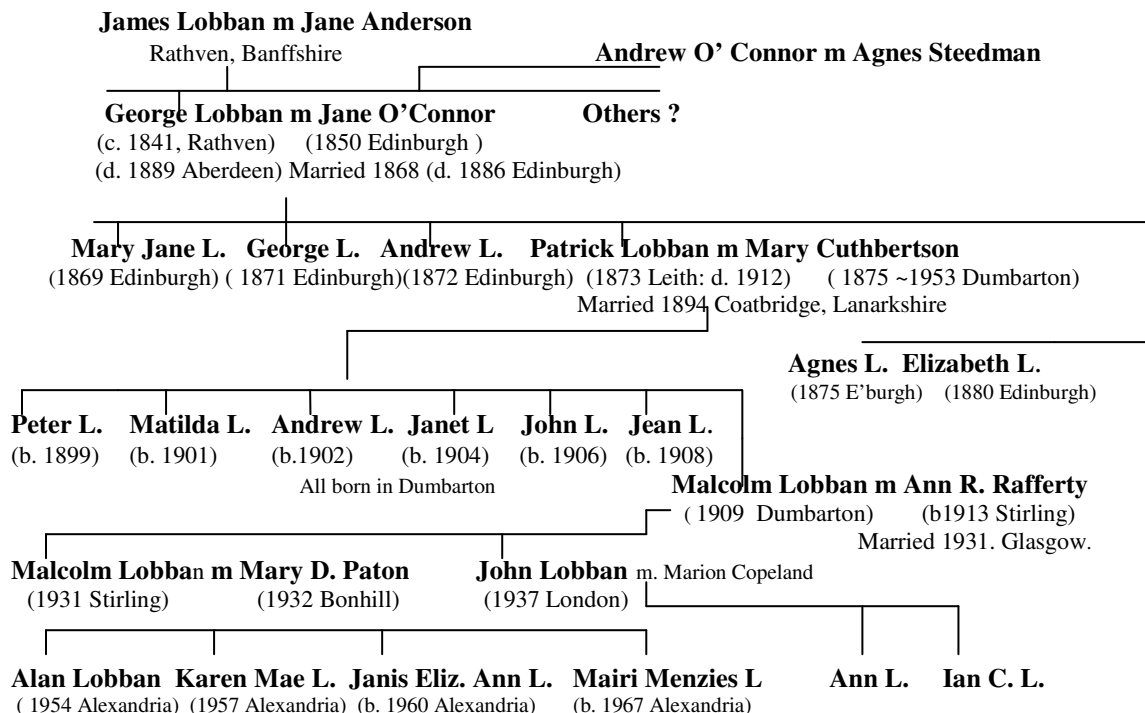 James Lobban m Jane Anderson
Rathven, Banffshire
Andrew O' Connor m Agnes Steedman
George Lobban m Jane O'Connor Others ?
(c. 1841, Rathven) (1850 Edinburgh )
(d. 1889 Aberdeen) Married 1868 (d. 1886 Edinburgh)
Mary Jane L. George L. Andrew L. Patrick Lobban m Mary Cuthbertson
(1869 Edinburgh) ( 1871 Edinburgh)(1872 Edinburgh) (1873 Leith: d. 1912) ( 1875 ~1953 Dumbarton)
Married 1894 Coatbridge, Lanarkshire
Agnes L. Elizabeth L.
(1875 E'burgh) (1880 Edinburgh)
Peter L. Matilda L. Andrew L. Janet L John L. Jean L.
(b. 1899) (b. 1901) (b.1902) (b. 1904) (b. 1906) (b. 1908)
All born in Dumbarton
Malcolm Lobban m Ann R. Rafferty
( 1909 Dumbarton) (b1913 Stirling)
Married 1931. Glasgow.
Malcolm Lobban m Mary D. Paton John Lobban m. Marion Copeland
(1931 Stirling) (1932 Bonhill) (1937 London)
Alan Lobban Karen Mae L. Janis Eliz. Ann L. Mairi Menzies L Ann L. Ian C. L.
( 1954 Alexandria) (1957 Alexandria) (b. 1960 Alexandria) (b. 1967 Alexandria)